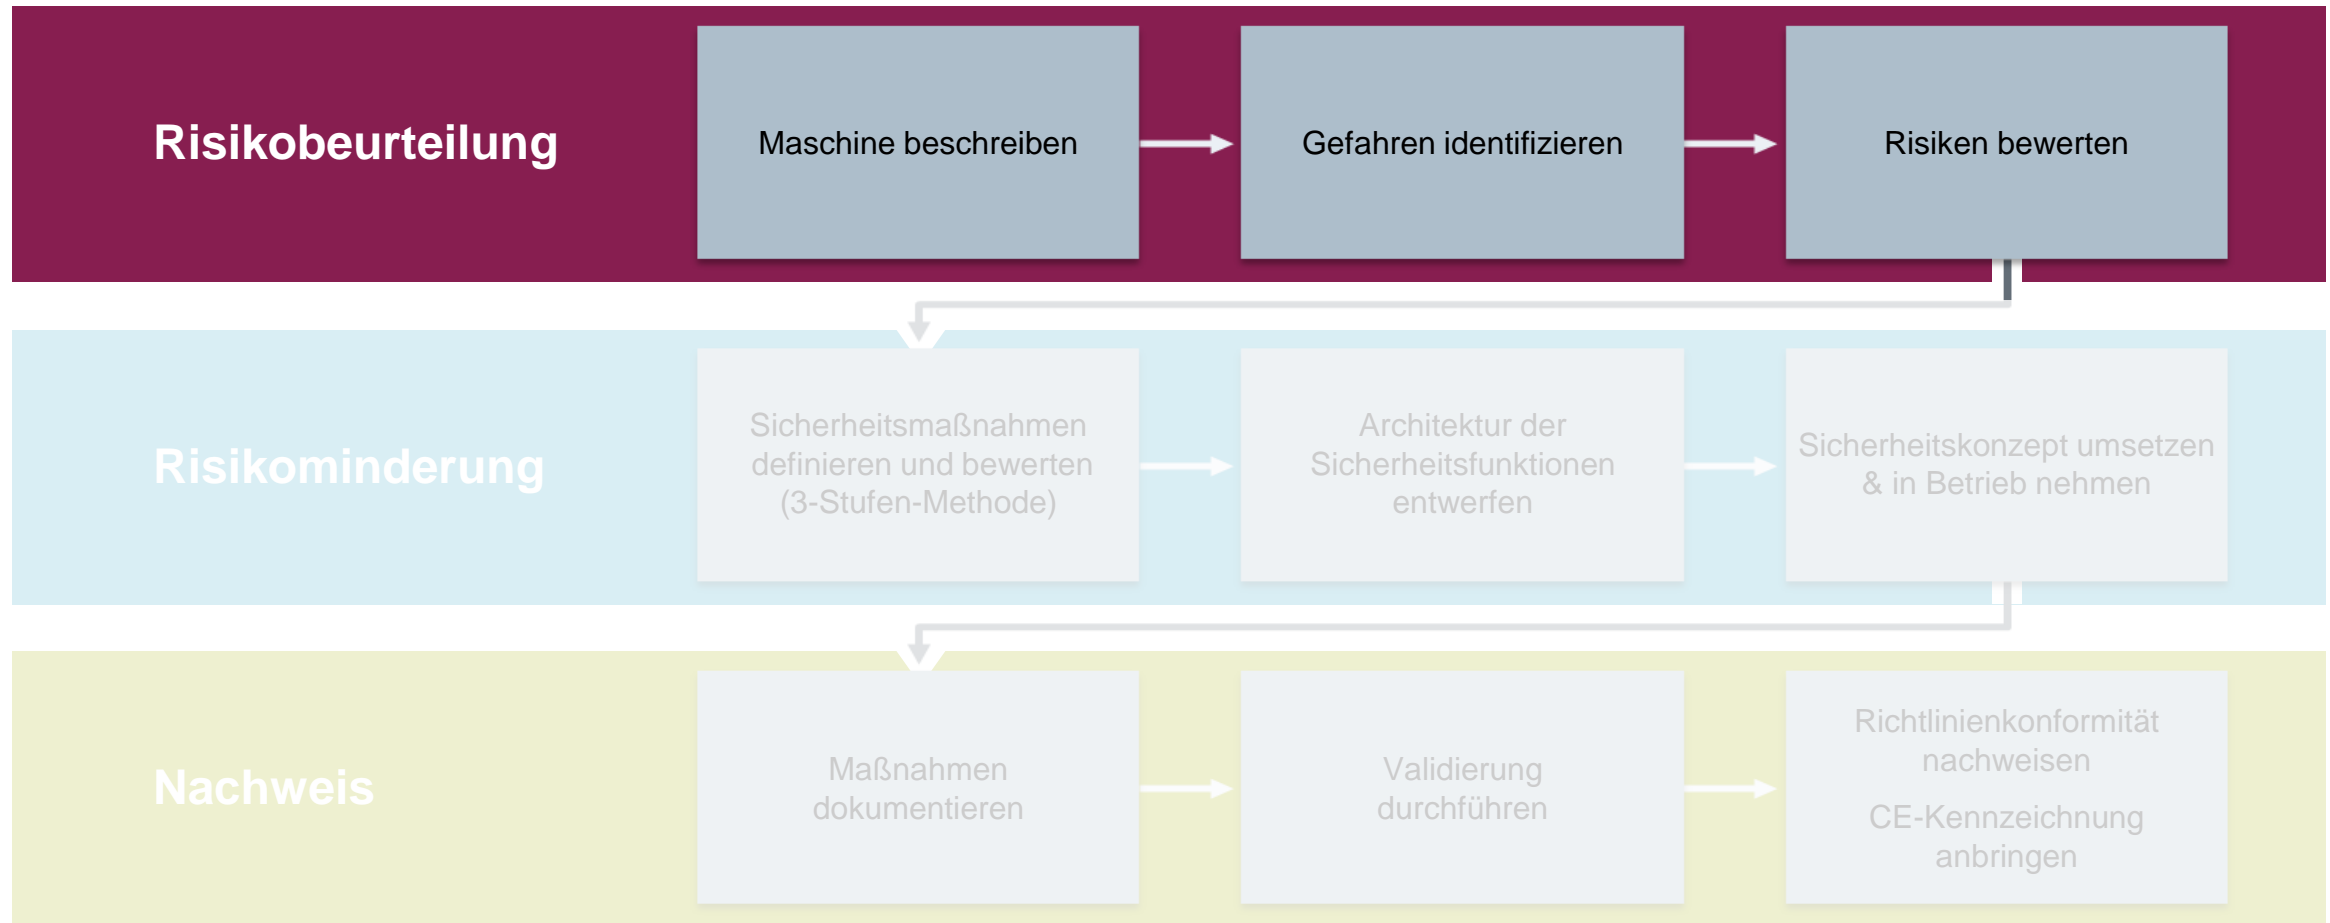 Risikobeurteilung
Maschine beschreiben
Gefahren identifizieren
Risiken bewerten
Risikominderung
Sicherheitsmaßnahmen
definieren und bewerten
(3-Stufen-Methode)
Architektur der
Sicherheitsfunktionen
entwerfen
Sicherheitskonzept umsetzen
& in Betrieb nehmen
Nachweis
Maßnahmen
dokumentieren
Validierung
durchführen
Richtlinienkonformität
nachweisen
CE-Kennzeichnung
anbringen